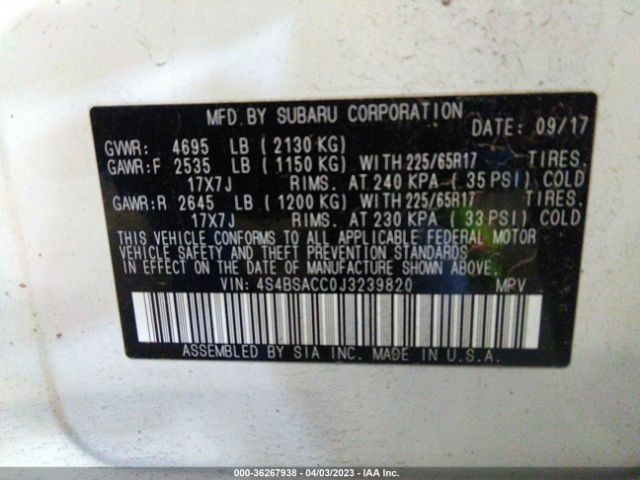 MFD. BY SUBARU CORPORATION
DATE: 09/17
GVWR: 4695 LB ( 2130 KG)
GAWR:F 2535 LB ( 1150 KG) WITH 225/65R17 TIRES.
17X7J RIMS. AT 240 KPA ( 35 PSI) COLD
GAWR:R 2645 LB ( 1200 KG) WITH 225/65R17 TIRES.
17X7J RIMS. AT 230 KPA ( 33 PSI) COLD
THIS VEHICLE CONFORMS TO ALL APPLICABLE FEDERAL MOTOR
VEHICLE SAFETY AND THEFT PREVENTION STANDARDS
IN EFFECT ON THE DATE OF MANUFACTURE SHOWN ABOVE.
VIN: 4S4BSACC0J3239820 MPV
ASSEMBLED BY SIA INC. MADE IN U.S.A.
000-36267938 - 04/03/2023 - IAA Inc.